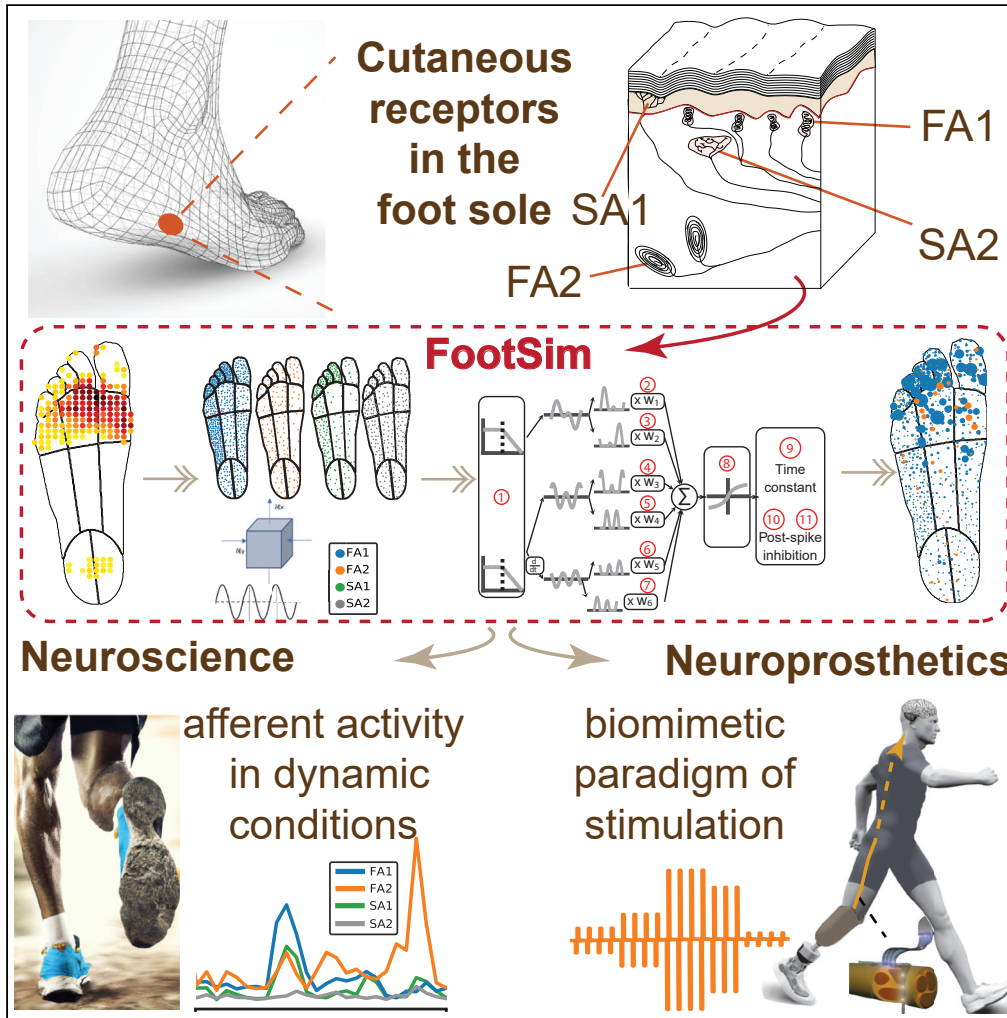 Cutaneous
receptors
in the
foot sole
FA1
SA1
SA2
FA2
FootSim
FA1
FA2
SA1
SA2
1
2
x W1
3
x W2
4
x W3
5
x W4
6
x W5
7
x W6
Σ
8
9
Time
constant
10 11
Post-spike
inhibition
Neuroscience
Neuroprosthetics
afferent activity
in dynamic
conditions
FA1
FA2
SA1
SA2
biomimetic
paradigm of
stimulation